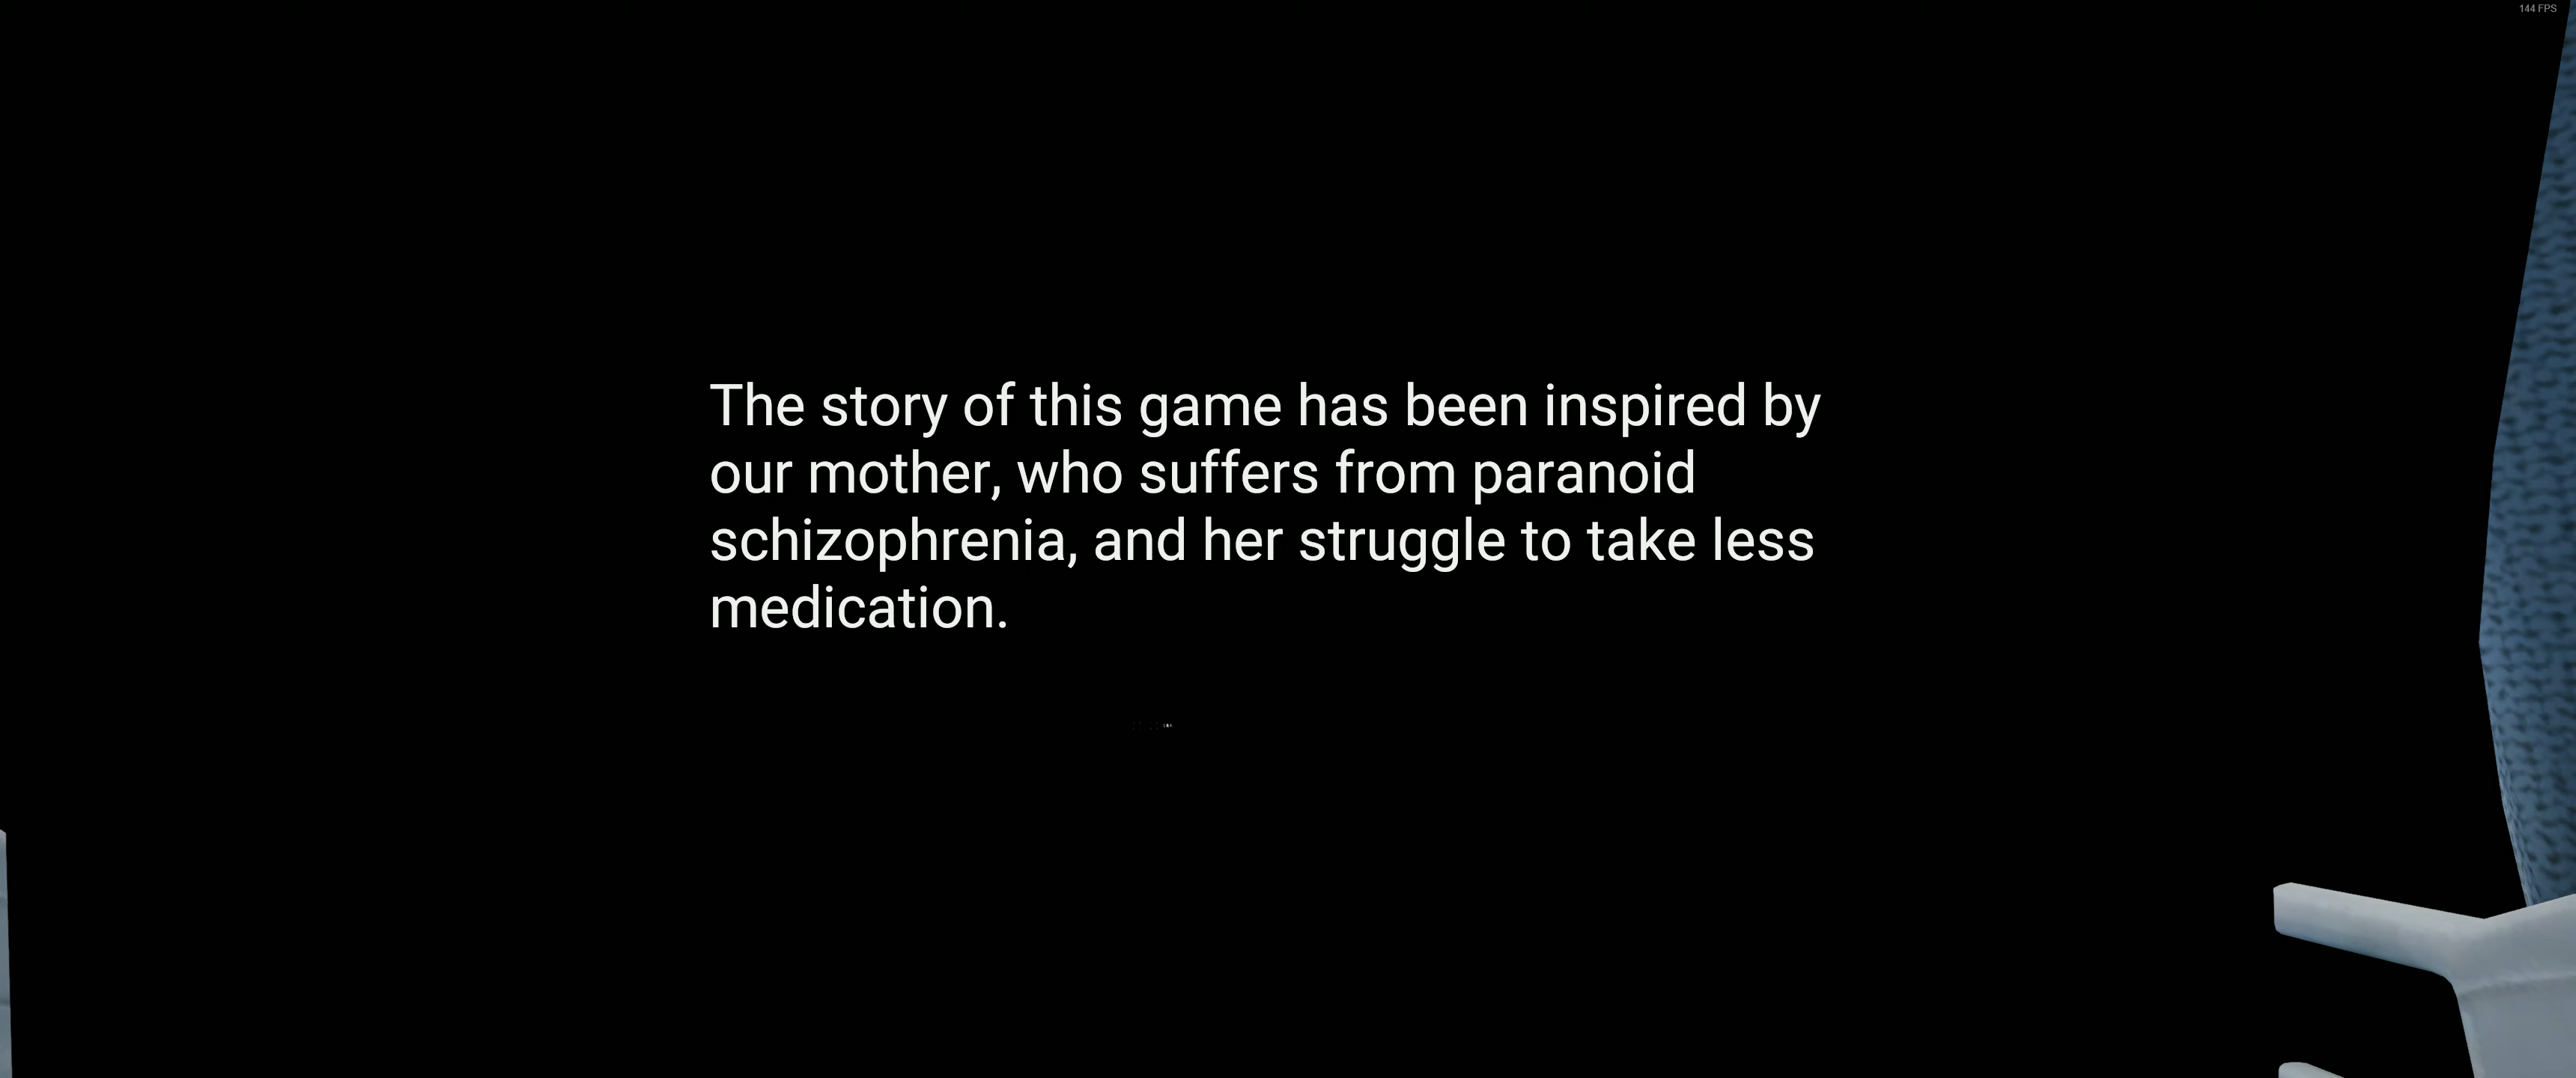 144 FPS
The story of this game has been inspired by
our mother, who suffers from paranoid
schizophrenia, and her struggle to take less
medication.